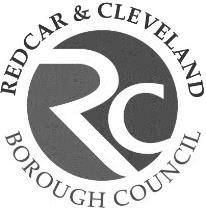 REDCAR & CLEVELAND
RC
BOROUGH COUNCIL